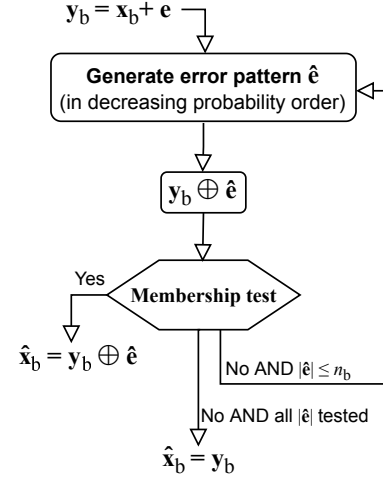 y_b = x_b + e
Generate error pattern ê
(in decreasing probability order)
y_b ⊕ ê
Membership test
Yes
x̂_b = y_b ⊕ ê
No AND |ê| ≤ n_b
No AND all |ê| tested
x̂_b = y_b